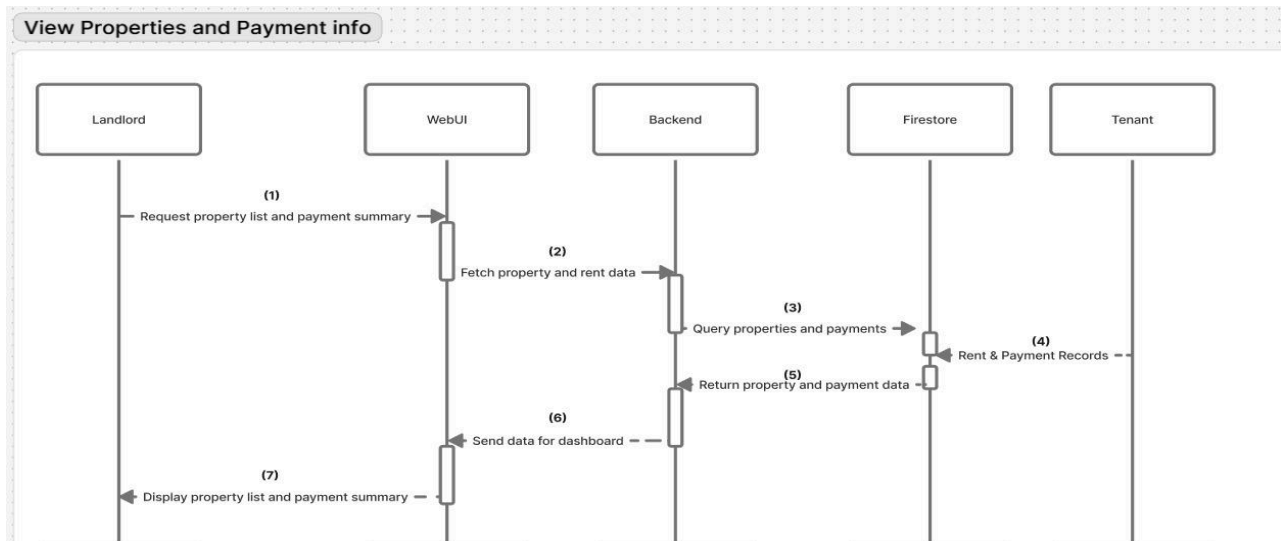 View Properties and Payment info
Landlord
WebUI
Backend
Firestore
Tenant
(1)
Request property list and payment summary
(2)
Fetch property and rent data
(3)
Query properties and payments
(4)
Rent & Payment Records
(5)
Return property and payment data
(6)
Send data for dashboard
(7)
Display property list and payment summary